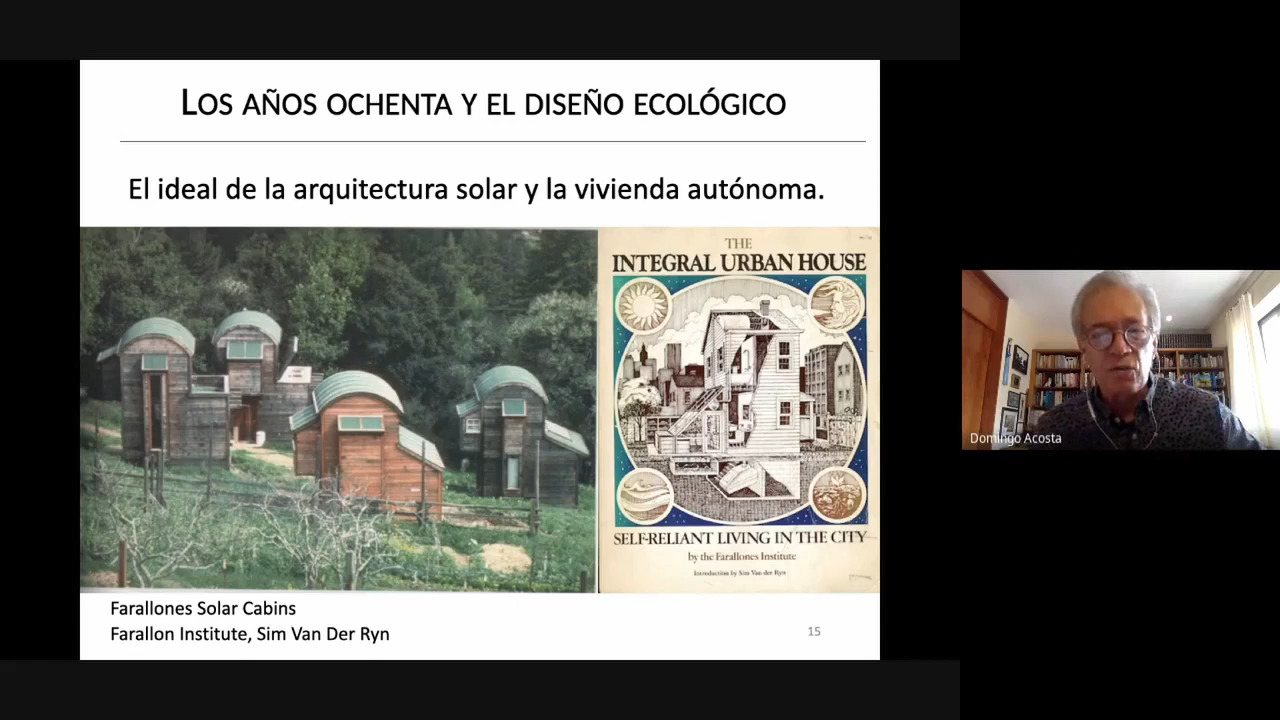 LOS AÑOS OCHENTA Y EL DISEÑO ECOLÓGICO
El ideal de la arquitectura solar y la vivienda autónoma.
THE
INTEGRAL URBAN HOUSE
SELF-RELIANT LIVING IN THE CITY
by the Farallones Institute
Introduction by Sim Van der Ryn
Farallones Solar Cabins
Farallon Institute, Sim Van Der Ryn
15
Domingo Acosta